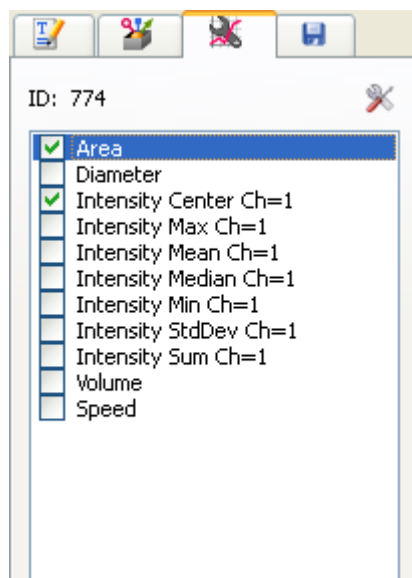 ID: 774
Area
Diameter
Intensity Center Ch=1
Intensity Max Ch=1
Intensity Mean Ch=1
Intensity Median Ch=1
Intensity Min Ch=1
Intensity StdDev Ch=1
Intensity Sum Ch=1
Volume
Speed